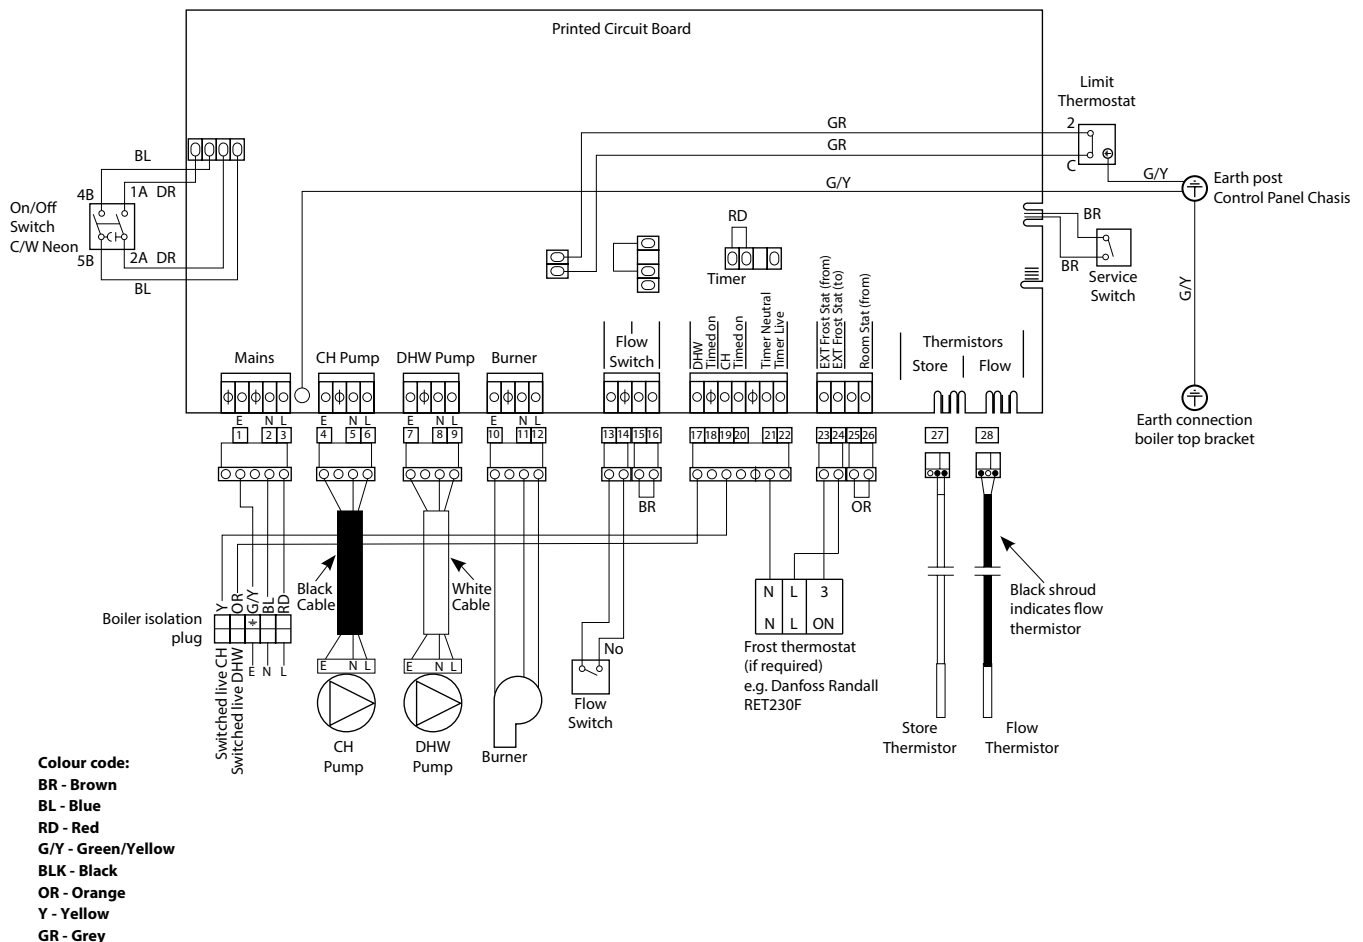 Printed Circuit Board
Limit
Thermostat
2
C
GR
GR
G/Y
G/Y
Earth post
Control Panel Chasis
BL
4B
1A DR
On/Off
Switch
C/W Neon
5B
2A DR
BL
RD
Timer
BR
BR
Service
Switch
G/Y
Earth connection
boiler top bracket
Mains
CH Pump
DHW Pump
Burner
Flow
Switch
DHW
Timed on
CH
Timed on
Timer Neutral
Timer Live
EXT Frost Stat (from)
EXT Frost Stat (to)
Room Stat (from)
Thermistors
Store
Flow
E N L
E N L
E N L
E N L
1 2 3
4 5 6
7 8 9
10 11 12
13 14 15 16
17 18 19 20 21 22
23 24 25 26
27
28
BR
OR
Black
Cable
White
Cable
Y
OR
G/Y
BL
RD
Boiler isolation
plug
E N L
Switched live CH
Switched live DHW
E N L
E N L
CH
Pump
DHW
Pump
Burner
No
Flow
Switch
N L 3
N L ON
Frost thermostat
(if required)
e.g. Danfoss Randall
RET230F
Black shroud
indicates flow
thermistor
Store
Thermistor
Flow
Thermistor
Colour code:
BR - Brown
BL - Blue
RD - Red
G/Y - Green/Yellow
BLK - Black
OR - Orange
Y - Yellow
GR - Grey